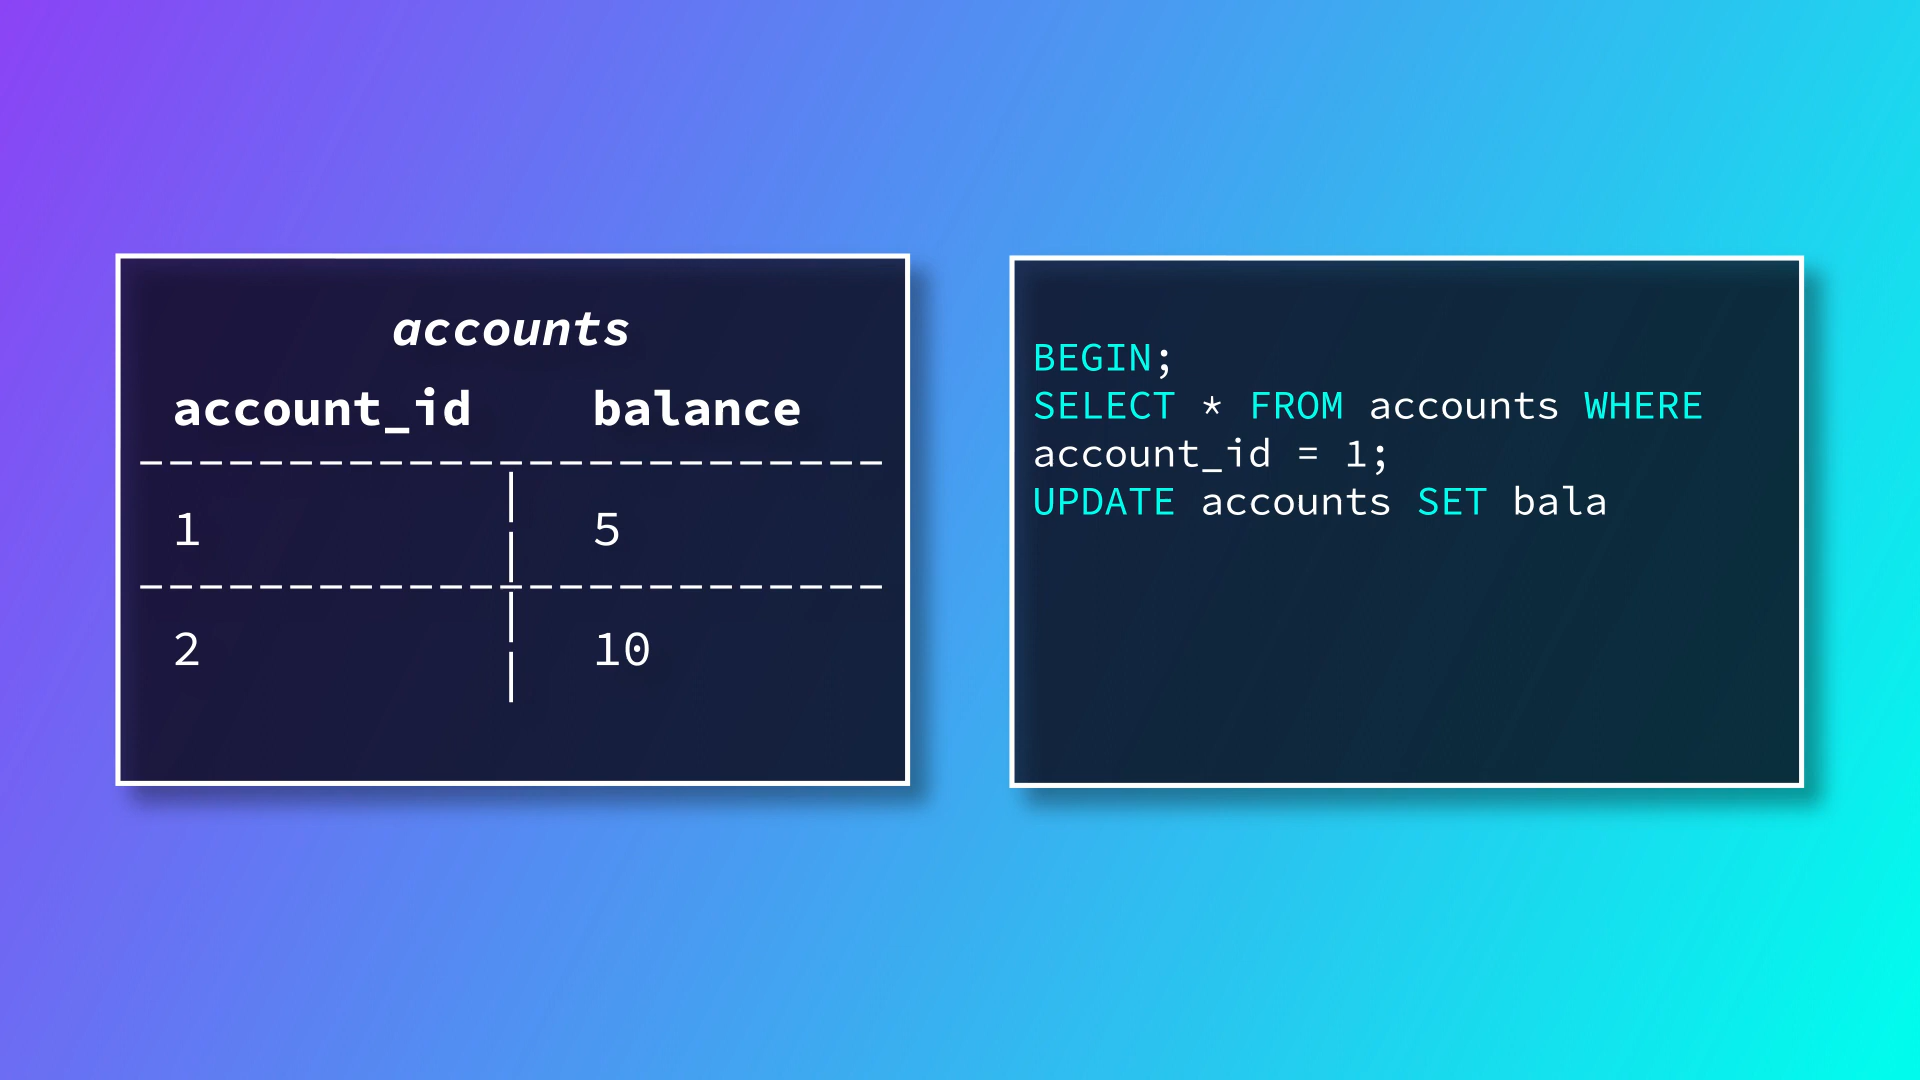 accounts
account_id balance
1 5
2 10
BEGIN;
SELECT * FROM accounts WHERE
account_id = 1;
UPDATE accounts SET bala